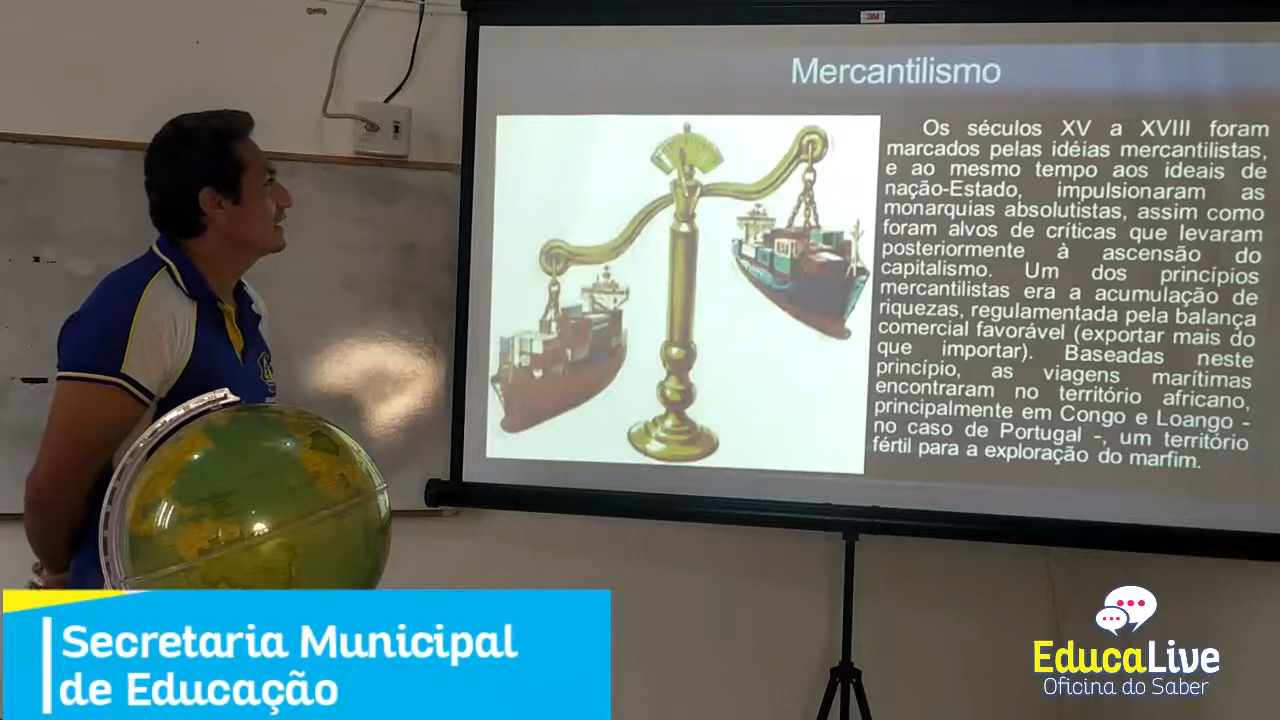 3M
Mercantilismo
Os séculos XV a XVIII foram
marcados pelas idéias mercantilistas,
e ao mesmo tempo aos ideais de
nação-Estado, impulsionaram as
monarquias absolutistas, assim como
foram alvos de críticas que levaram
posteriormente à ascensão do
capitalismo. Um dos princípios
mercantilistas era a acumulação de
riquezas, regulamentada pela balança
comercial favorável (exportar mais do
que importar). Baseadas neste
princípio, as viagens marítimas
encontraram no território africano,
principalmente em Congo e Loango -
no caso de Portugal -, um território
fértil para a exploração do marfim.
Secretaria Municipal
de Educação
EducaLive
Oficina do Saber